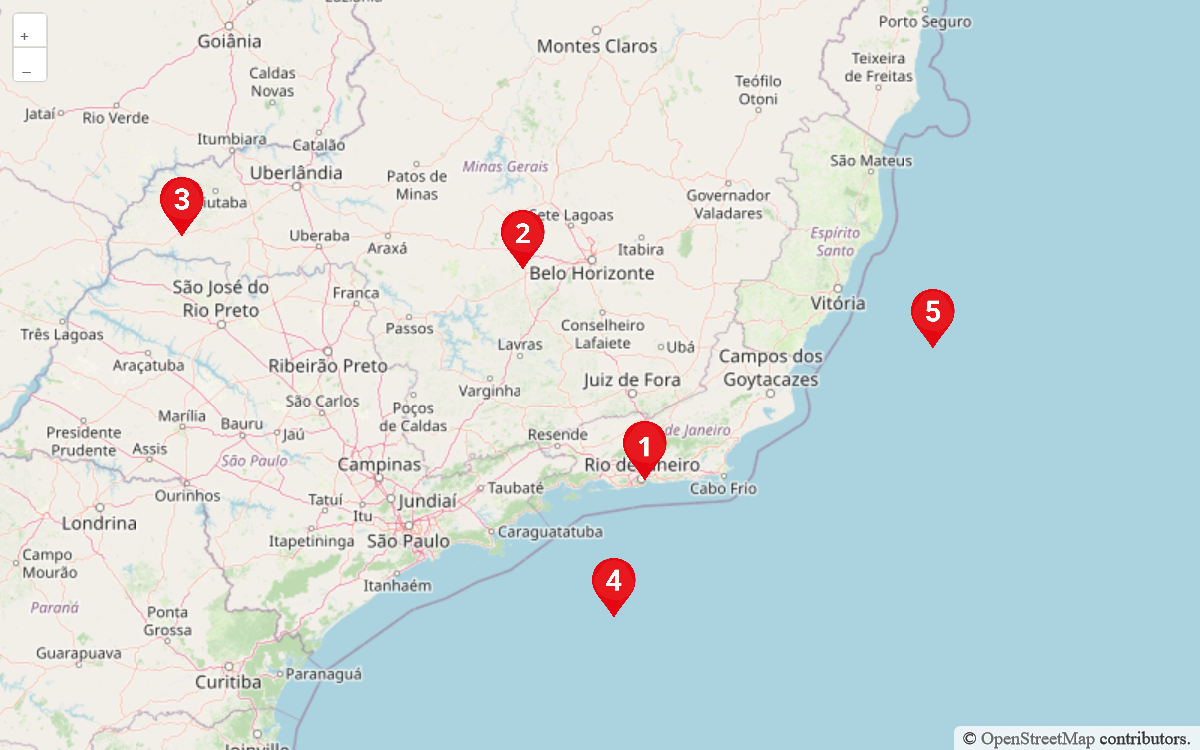 Porto Seguro
+
Goiânia
Montes Claros
Teixeira
de Freitas
–
Caldas
Novas
Teófilo
Otoni
Jataí
Rio Verde
Itumbiara
Catalão
São Mateus
Uberlândia
Minas Gerais
Patos de
Minas
3
Governador
Valadares
Sete Lagoas
Uberaba
Araxá
2
Itabira
Espírito
Santo
Belo Horizonte
São José do
Rio Preto
Franca
Vitória
5
Três Lagoas
Passos
Conselheiro
Lafaiete
Lavras
Ubá
Araçatuba
Ribeirão Preto
Campos dos
Goytacazes
Juiz de Fora
Varginha
São Carlos
Poços
de Caldas
Marília
Bauru
Jaú
Presidente
Prudente
Assis
Resende
de Janeiro
1
São Paulo
Campinas
Rio de Janeiro
Cabo Frio
Ourinhos
Taubaté
Tatuí
Jundiaí
Itu
Londrina
Itapetininga
São Paulo
Caraguatatuba
Campo
Mourão
Itanhaém
4
Paraná
Ponta
Grossa
Guarapuava
Curitiba
Paranaguá
Joinville
© OpenStreetMap contributors.